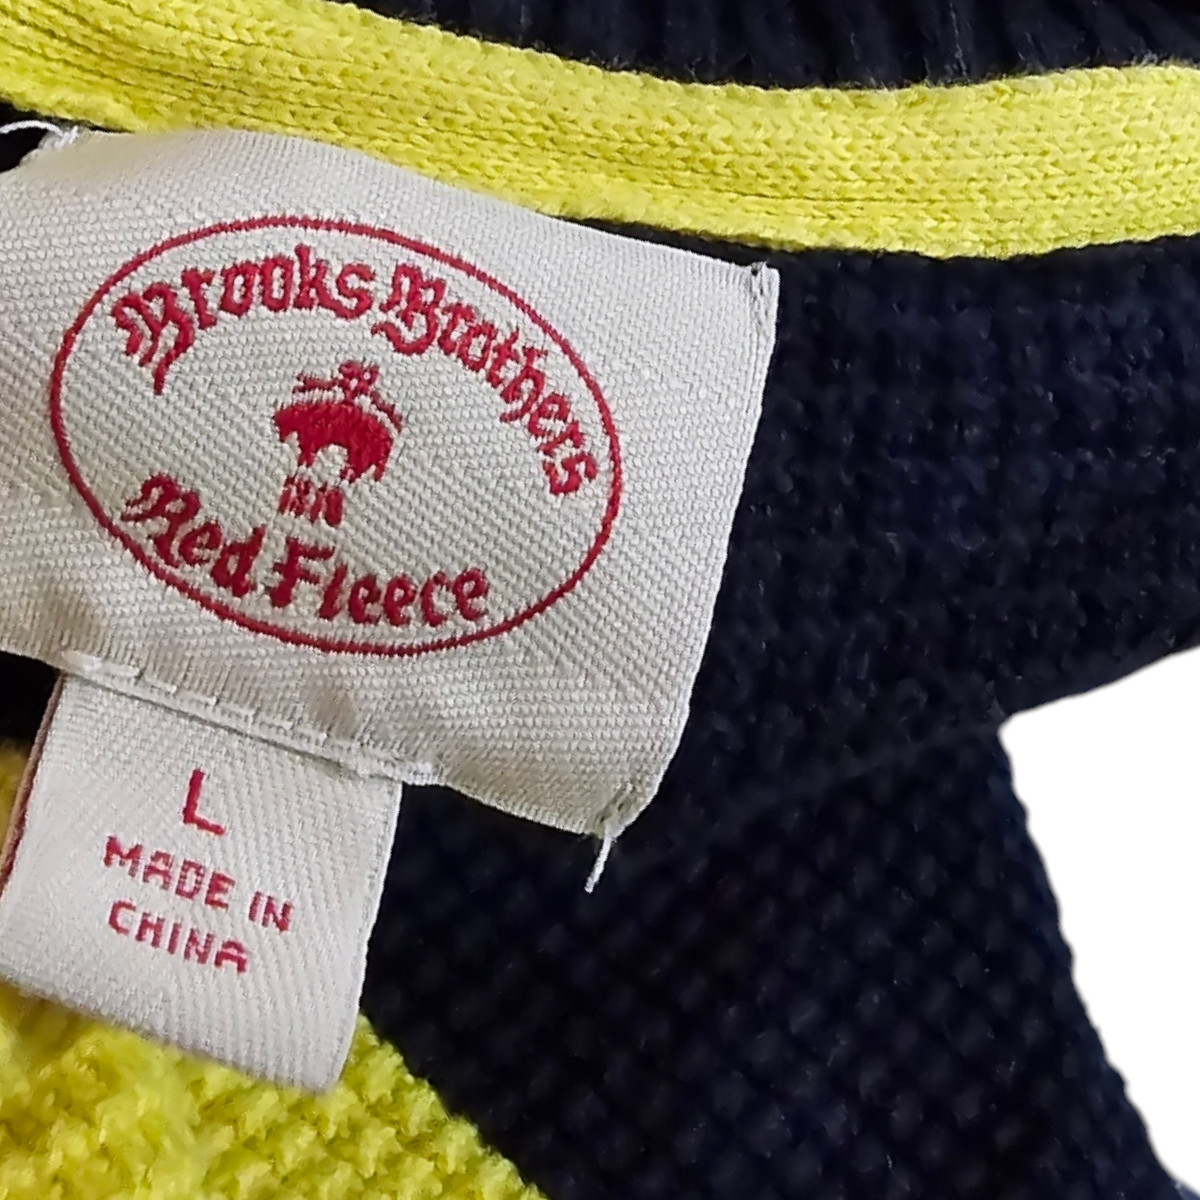 Brooks Brothers
Red Fleece
L
MADE IN
CHINA